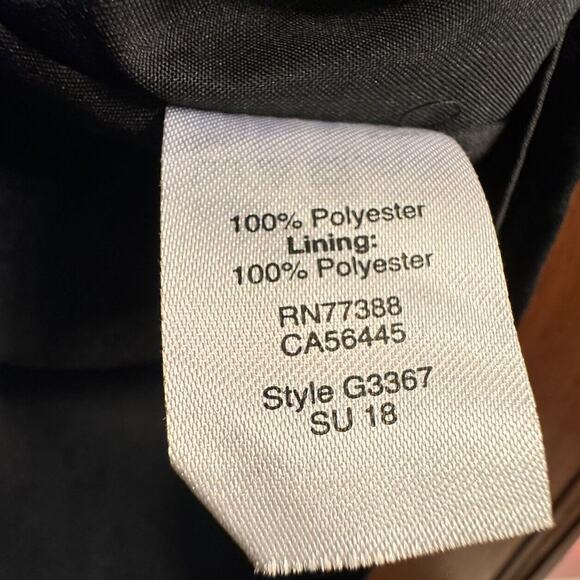 100% Polyester
Lining:
100% Polyester
RN77388
CA56445
Style G3367
SU 18